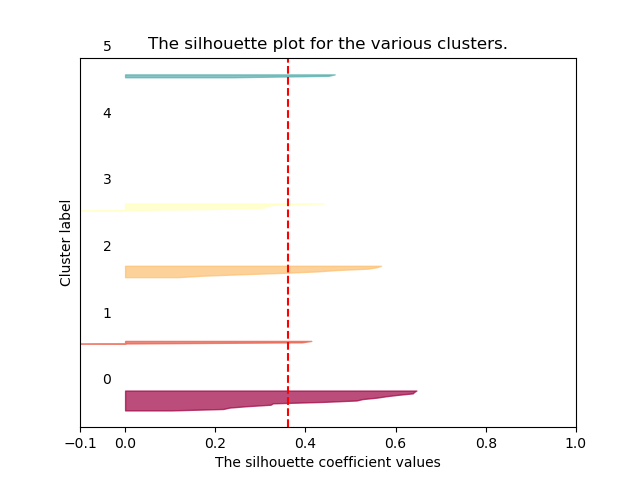 The silhouette plot for the various clusters.
5
4
3
2
1
0
Cluster label
−0.1 0.0 0.2 0.4 0.6 0.8 1.0
The silhouette coefficient values